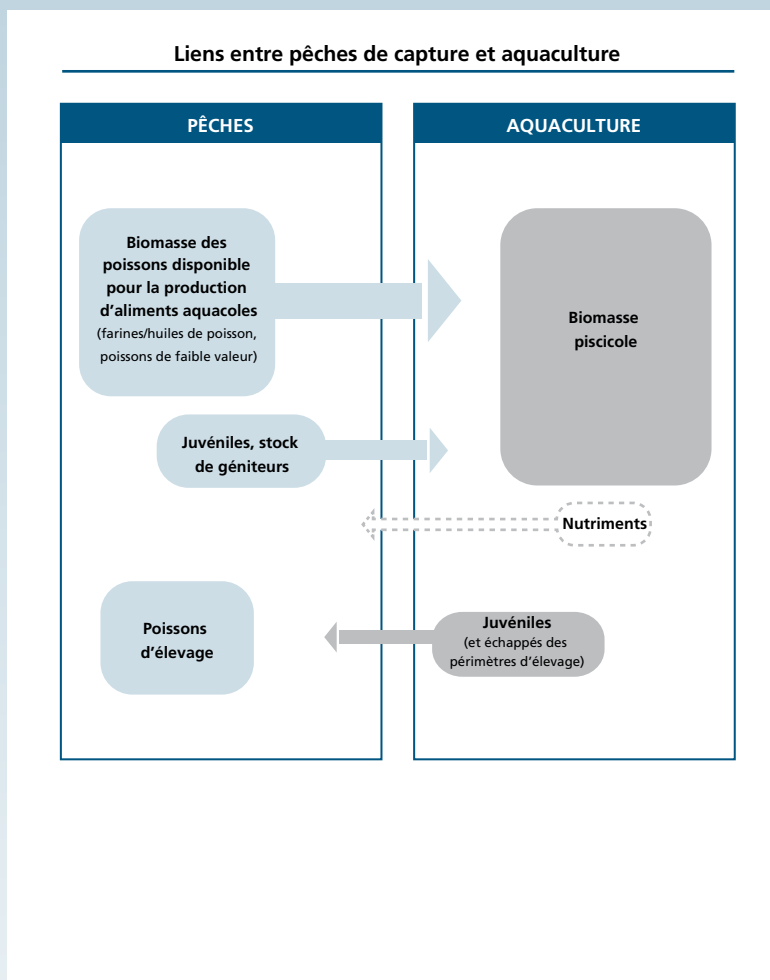 Liens entre pêches de capture et aquaculture
PÊCHES
AQUACULTURE
Biomasse des
poissons disponible
pour la production
d’aliments aquacoles
(farines/huiles de poisson,
poissons de faible valeur)
Biomasse
piscicole
Juvéniles, stock
de géniteurs
Nutriments
Poissons
d’élevage
Juvéniles
(et échappés des
périmètres d’élevage)